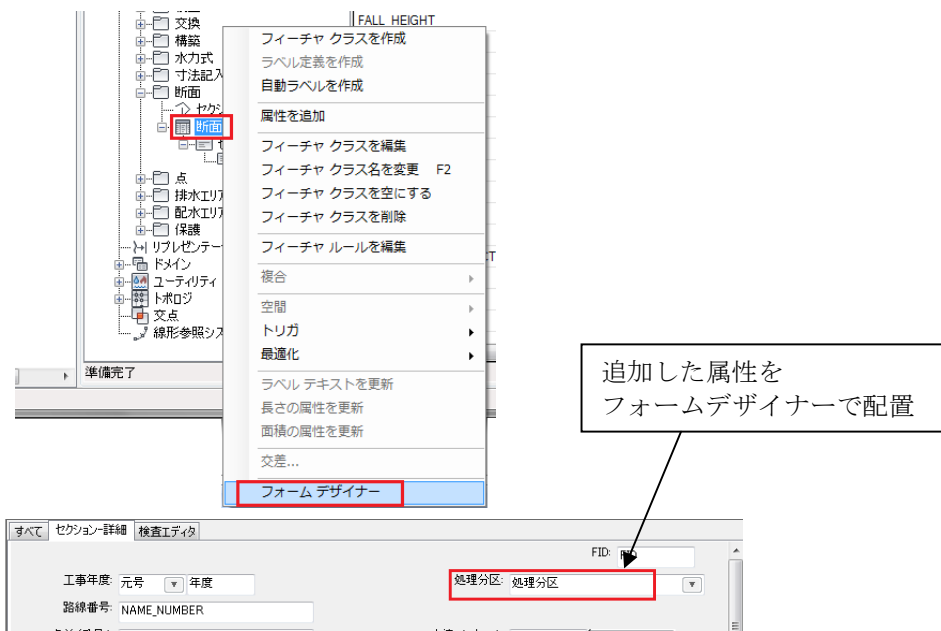 交換
構築
水力式
寸法記入
断面
セクシ
断面
セ
点
排水エリア
配水エリア
保護
リプレゼンテー
ドメイン
ユーティリティ
トポロジ
交点
線形参照シス
準備完了
FALL HEIGHT
フィーチャ クラスを作成
ラベル定義を作成
自動ラベルを作成
属性を追加
フィーチャ クラスを編集
フィーチャ クラス名を変更 F2
フィーチャ クラスを空にする
フィーチャ クラスを削除
フィーチャ ルールを編集
複合
空間
トリガ
最適化
ラベル テキストを更新
長さの属性を更新
面積の属性を更新
交差...
フォーム デザイナー
CT
追加した属性を
フォームデザイナーで配置
すべて セクション-詳細 検査エディタ
FID: FID
工事年度: 元号 年度
処理分区: 処理分区
路線番号: NAME_NUMBER